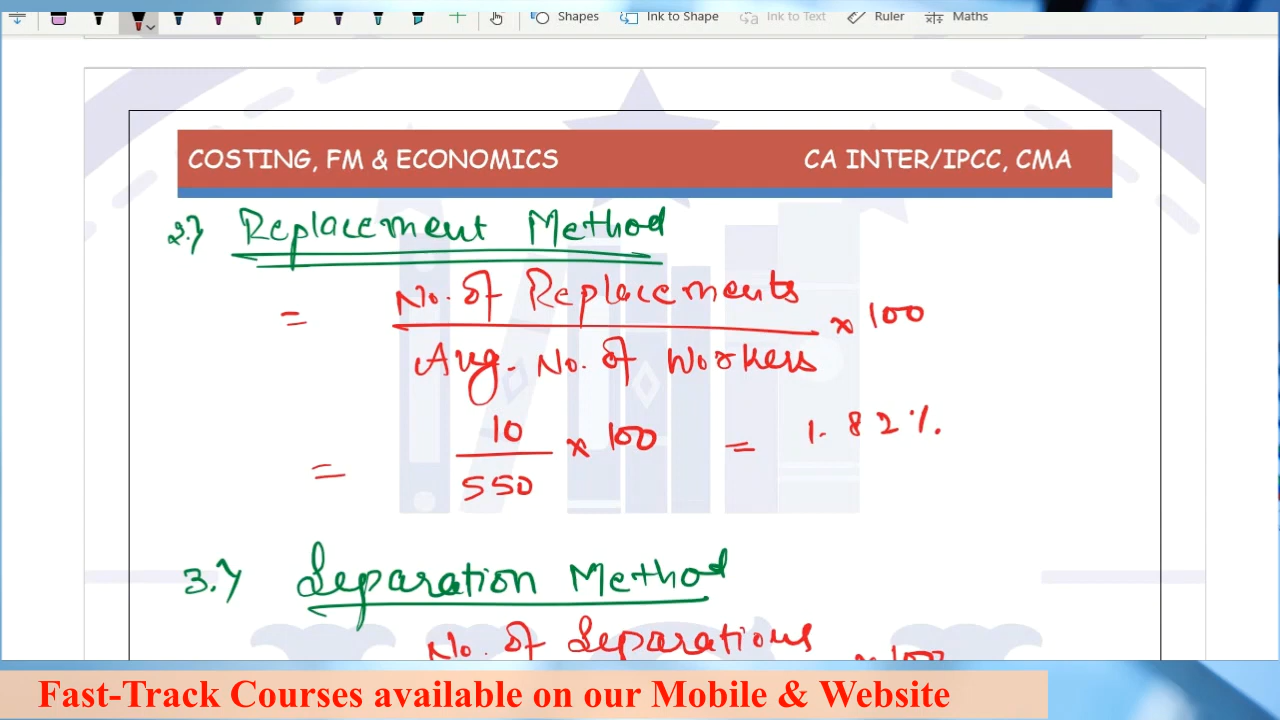 Shapes Ink to Shape Ink to Text Ruler Maths
COSTING, FM & ECONOMICS CA INTER/IPCC, CMA
2.) Replacement Method
= No. of Replacements × 100
Avg. No. of Workers
= 10 × 100 = 1.82%.
550
3.) Separation Method
No. of Separations × 100
Fast-Track Courses available on our Mobile & Website